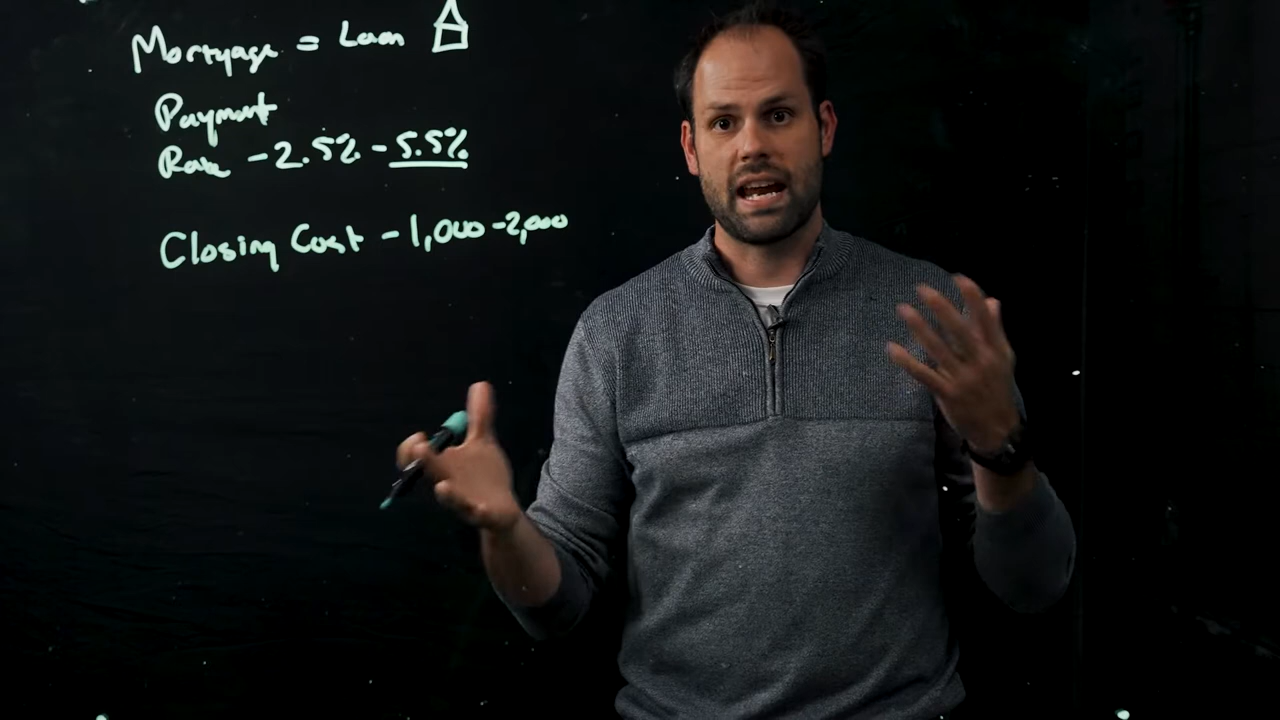 Mortgage = Loan
Payment
Rate - 2.5% - 5.5%
Closing Cost - 1,000 - 2,000